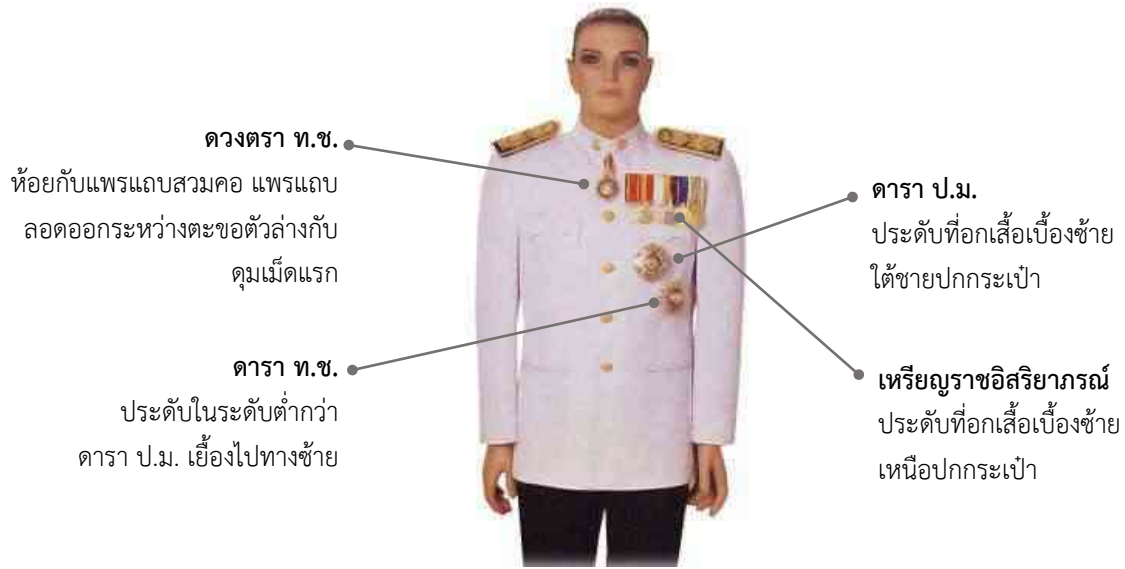 ดวงตรา ท.ช.
ห้อยกับแพรแถบสวมคอ แพรแถบ
ลอดออกระหว่างตะขอตัวล่างกับ
ดุมเม็ดแรก
ดารา ท.ช.
ประดับในระดับต่ำกว่า
ดารา ป.ม. เยื้องไปทางซ้าย
ดารา ป.ม.
ประดับที่อกเสื้อเบื้องซ้าย
ใต้ชายปกกระเป๋า
เหรียญราชอิสริยาภรณ์
ประดับที่อกเสื้อเบื้องซ้าย
เหนือปกกระเป๋า